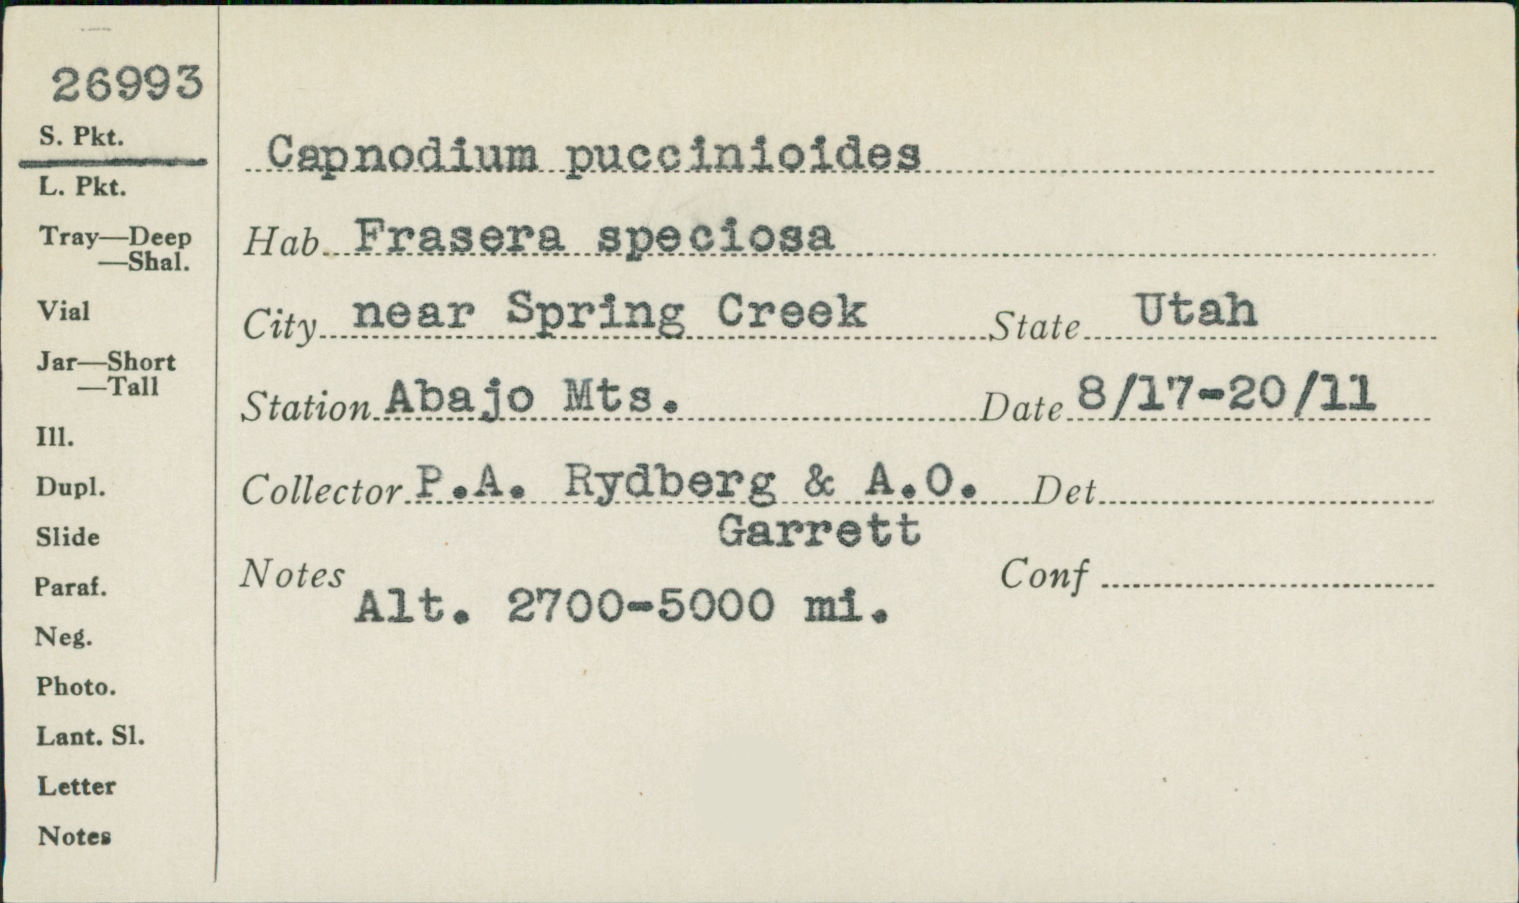 26993
S. Pkt.
L. Pkt.
Tray—Deep
—Shal.
Vial
Jar—Short
—Tall
Ill.
Dupl.
Slide
Paraf.
Neg.
Photo.
Lant. Sl.
Letter
Notes
Capnodium puccinioides
Hab. Frasera speciosa
City near Spring Creek State Utah
Station Abajo Mts. Date 8/17-20/11
Collector P.A. Rydberg & A.O. Det
Garrett
Notes Conf
Alt. 2700-5000 mi.